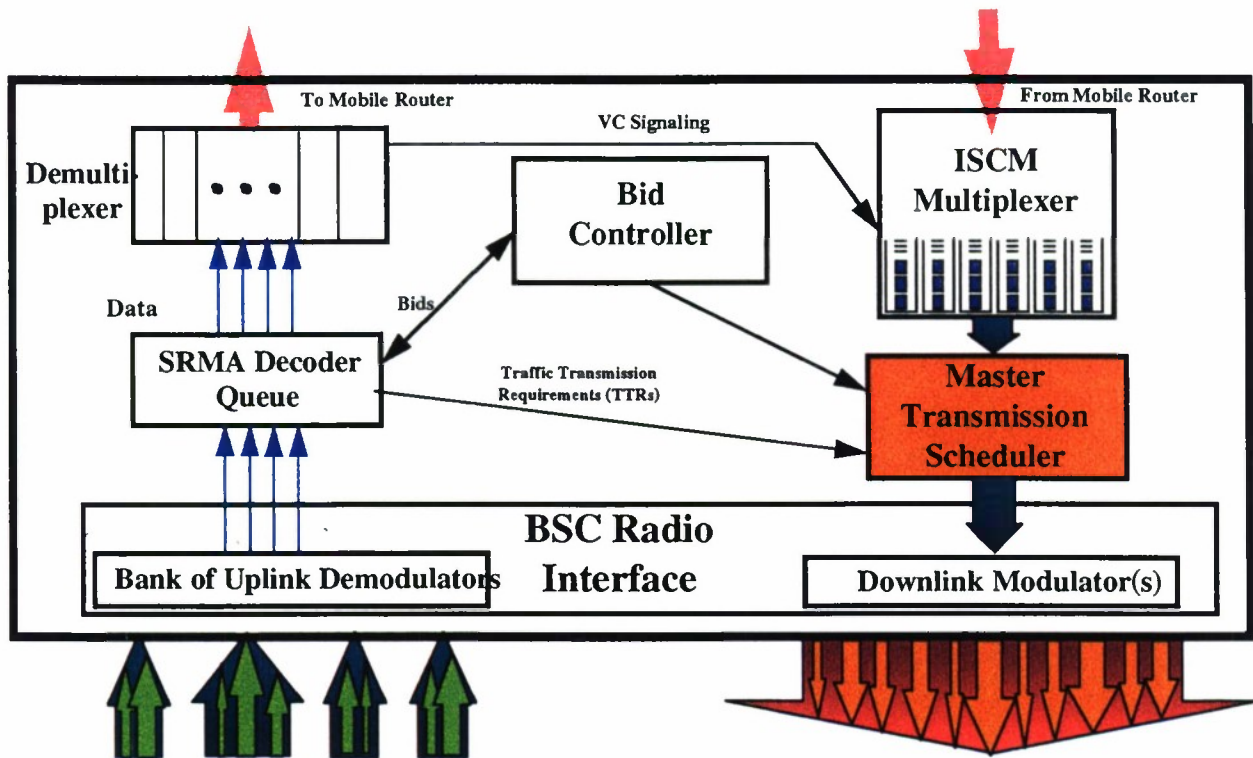 To Mobile Router
From Mobile Router
VC Signaling
Demulti-
plexer
Bid
Controller
ISCM
Multiplexer
Data
Bids
SRMA Decoder
Queue
Traffic Transmission
Requirements (TTRs)
Master
Transmission
Scheduler
BSC Radio
Interface
Bank of Uplink Demodulators
Downlink Modulator(s)